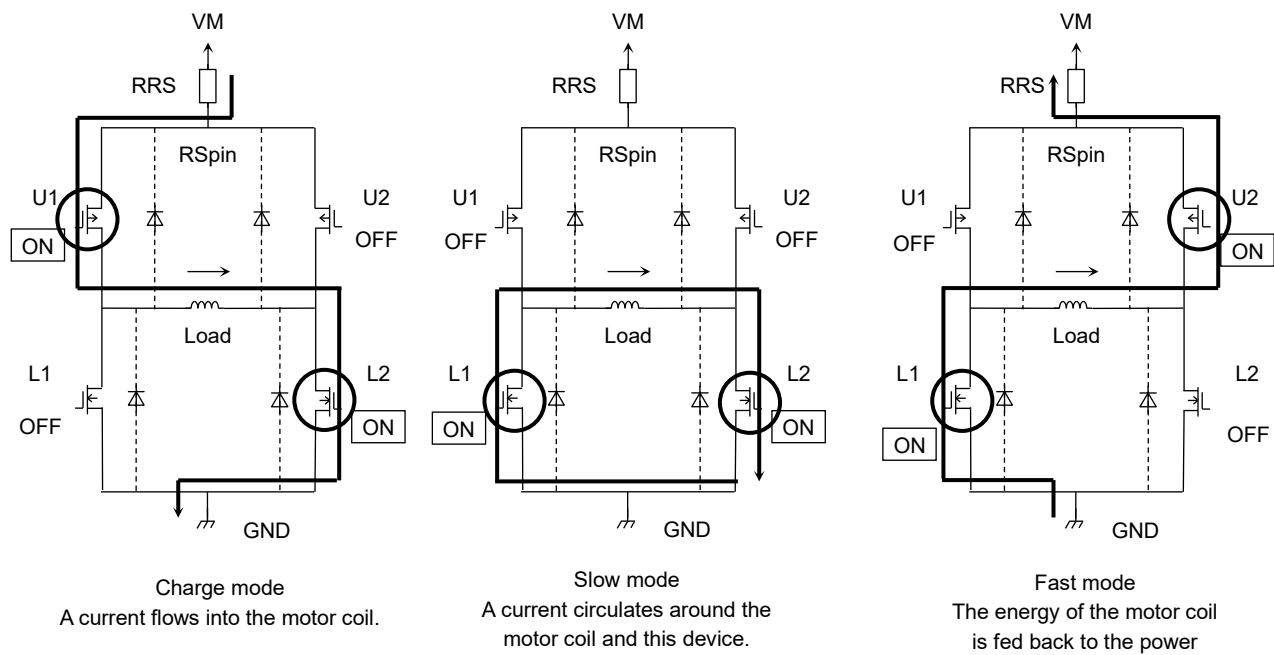 VM
RRS
RSpin
U1
U2
OFF
ON
Load
L1
L2
OFF
ON
GND
Charge mode
A current flows into the motor coil.
VM
RRS
RSpin
U1
U2
OFF
OFF
Load
L1
L2
ON
ON
GND
Slow mode
A current circulates around the
motor coil and this device.
VM
RRS
RSpin
U1
U2
OFF
ON
Load
L1
L2
ON
OFF
GND
Fast mode
The energy of the motor coil
is fed back to the power